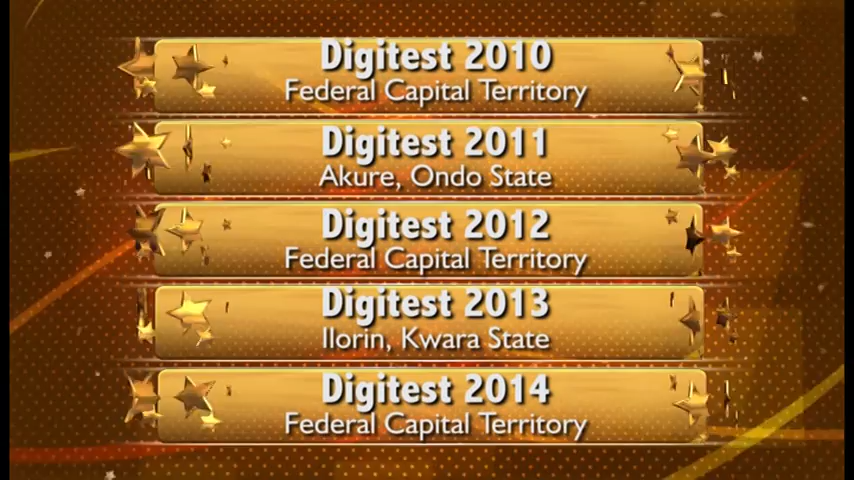 Digitest 2010
Federal Capital Territory
Digitest 2011
Akure, Ondo State
Digitest 2012
Federal Capital Territory
Digitest 2013
Ilorin, Kwara State
Digitest 2014
Federal Capital Territory